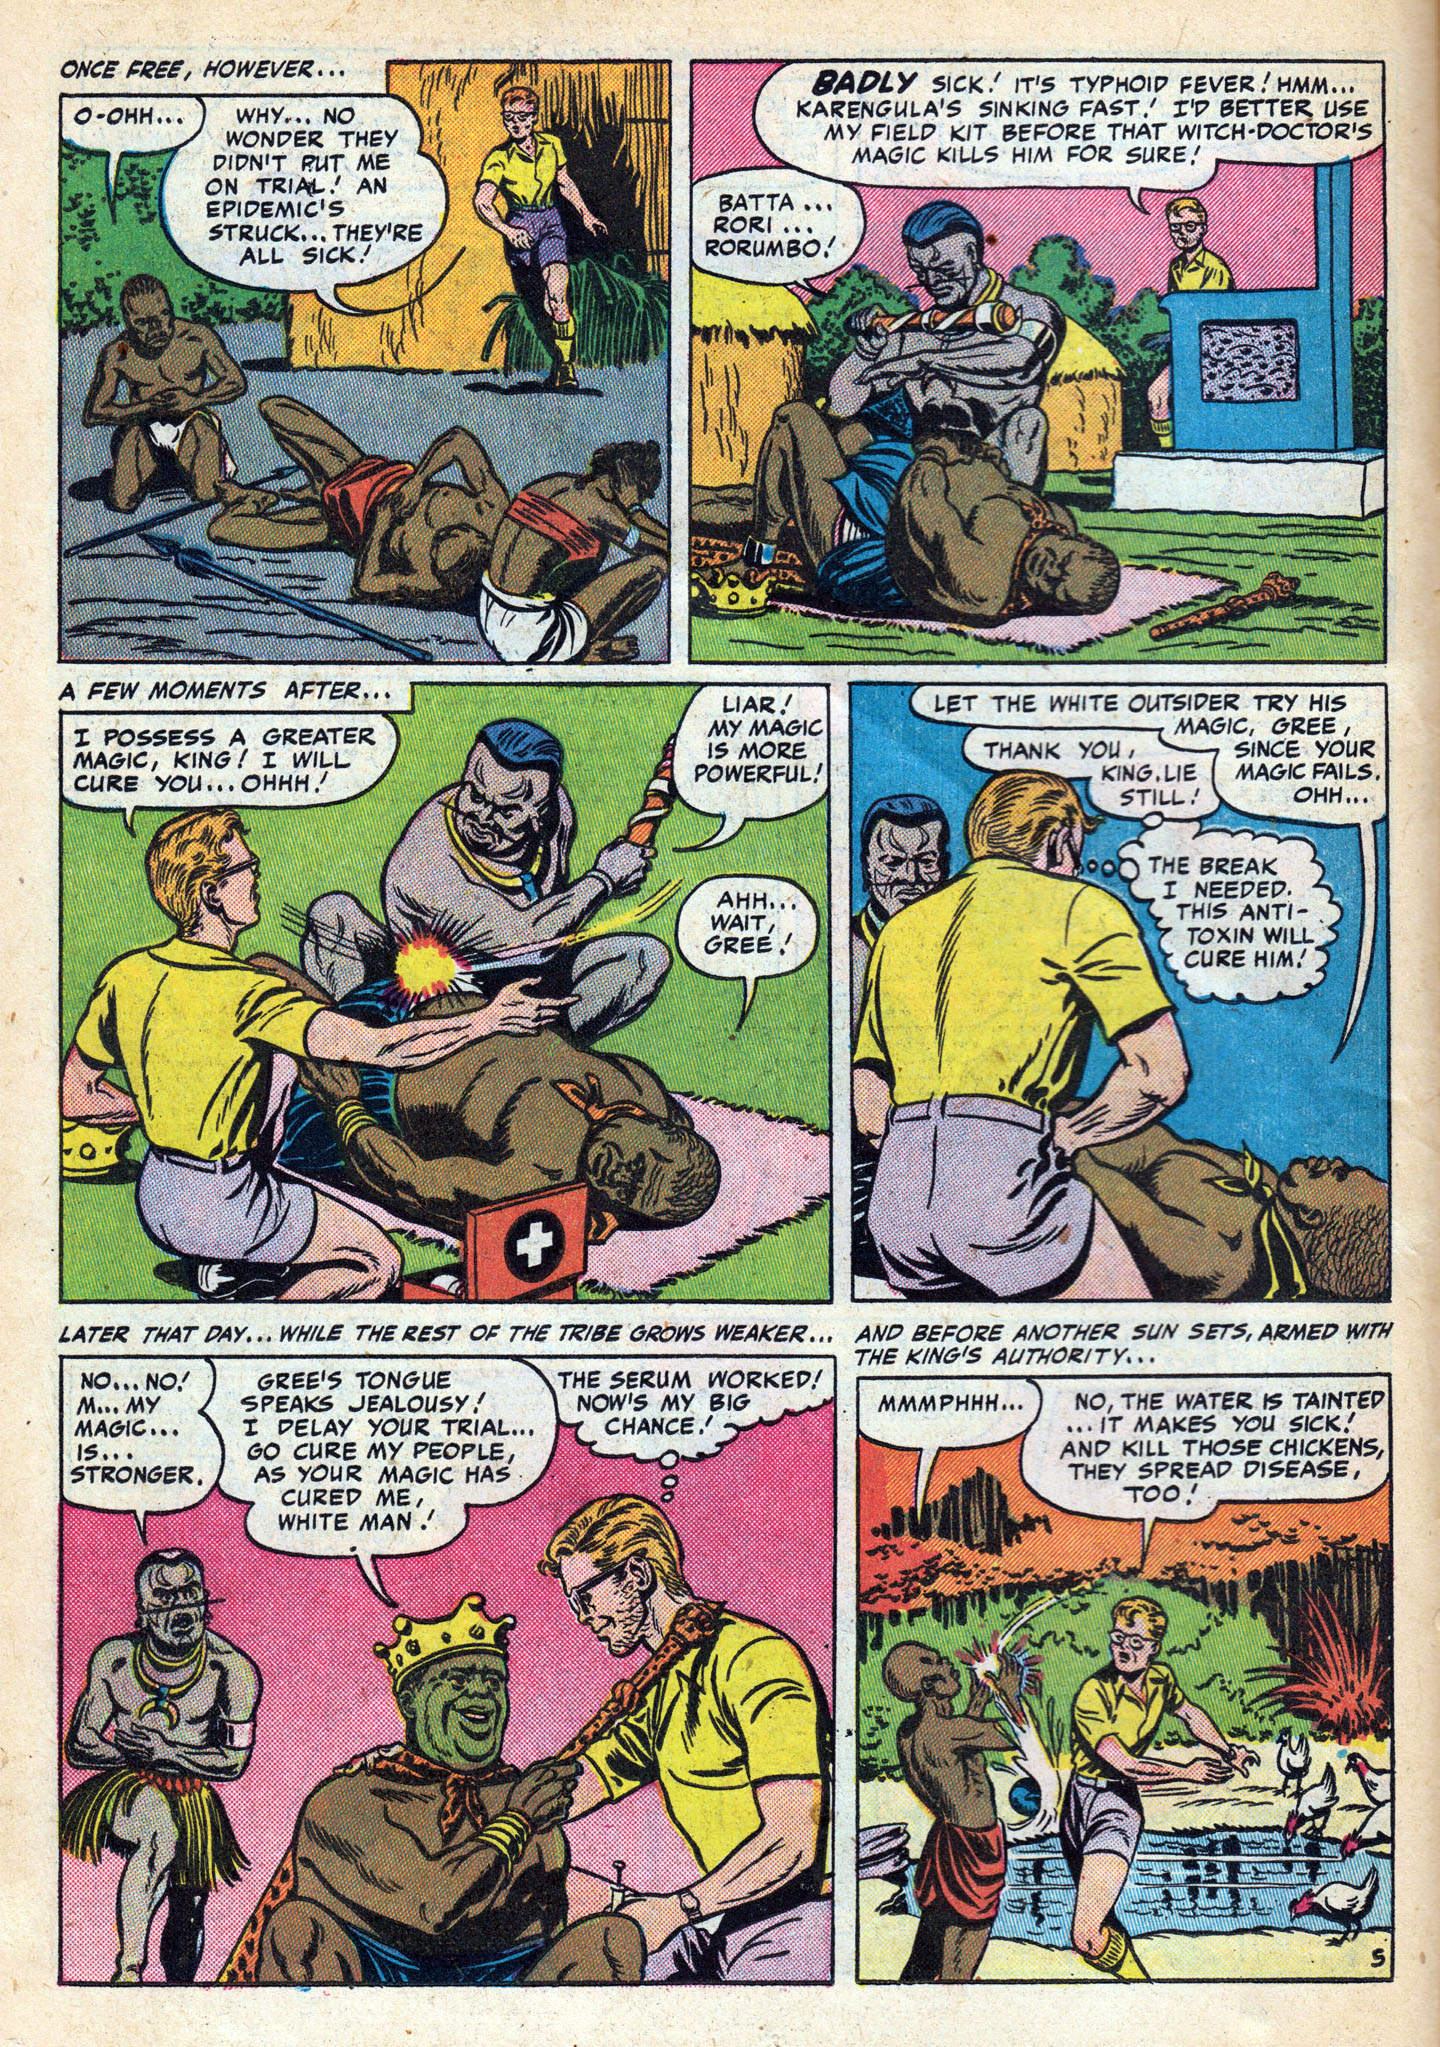 ONCE FREE, HOWEVER...
O-OHH...
WHY... NO
WONDER THEY
DIDN'T PUT ME
ON TRIAL! AN
EPIDEMIC'S
STRUCK... THEY'RE
ALL SICK!
BADLY SICK! IT'S TYPHOID FEVER! HMM...
KARENGULA'S SINKING FAST! I'D BETTER USE
MY FIELD KIT BEFORE THAT WITCH-DOCTOR'S
MAGIC KILLS HIM FOR SURE!
BATTA...
RORI...
RORUMBO!
A FEW MOMENTS AFTER...
I POSSESS A GREATER
MAGIC, KING! I WILL
CURE YOU...OHHH!
LIAR!
MY MAGIC
IS MORE
POWERFUL!
AHH...
WAIT,
GREE!
LET THE WHITE OUTSIDER TRY HIS
MAGIC, GREE,
SINCE YOUR
MAGIC FAILS.
OHH...
THANK YOU,
KING. LIE
STILL!
THE BREAK
I NEEDED.
THIS ANTI-
TOXIN WILL
CURE HIM!
LATER THAT DAY... WHILE THE REST OF THE TRIBE GROWS WEAKER...
NO...NO!
M...MY
MAGIC...
IS...
STRONGER.
GREE'S TONGUE
SPEAKS JEALOUSY!
I DELAY YOUR TRIAL...
GO CURE MY PEOPLE,
AS YOUR MAGIC HAS
CURED ME,
WHITE MAN!
THE SERUM WORKED!
NOW'S MY BIG
CHANCE!
AND BEFORE ANOTHER SUN SETS, ARMED WITH
THE KING'S AUTHORITY...
MMMPHHH...
NO, THE WATER IS TAINTED
...IT MAKES YOU SICK!
AND KILL THOSE CHICKENS,
THEY SPREAD DISEASE,
TOO!
5